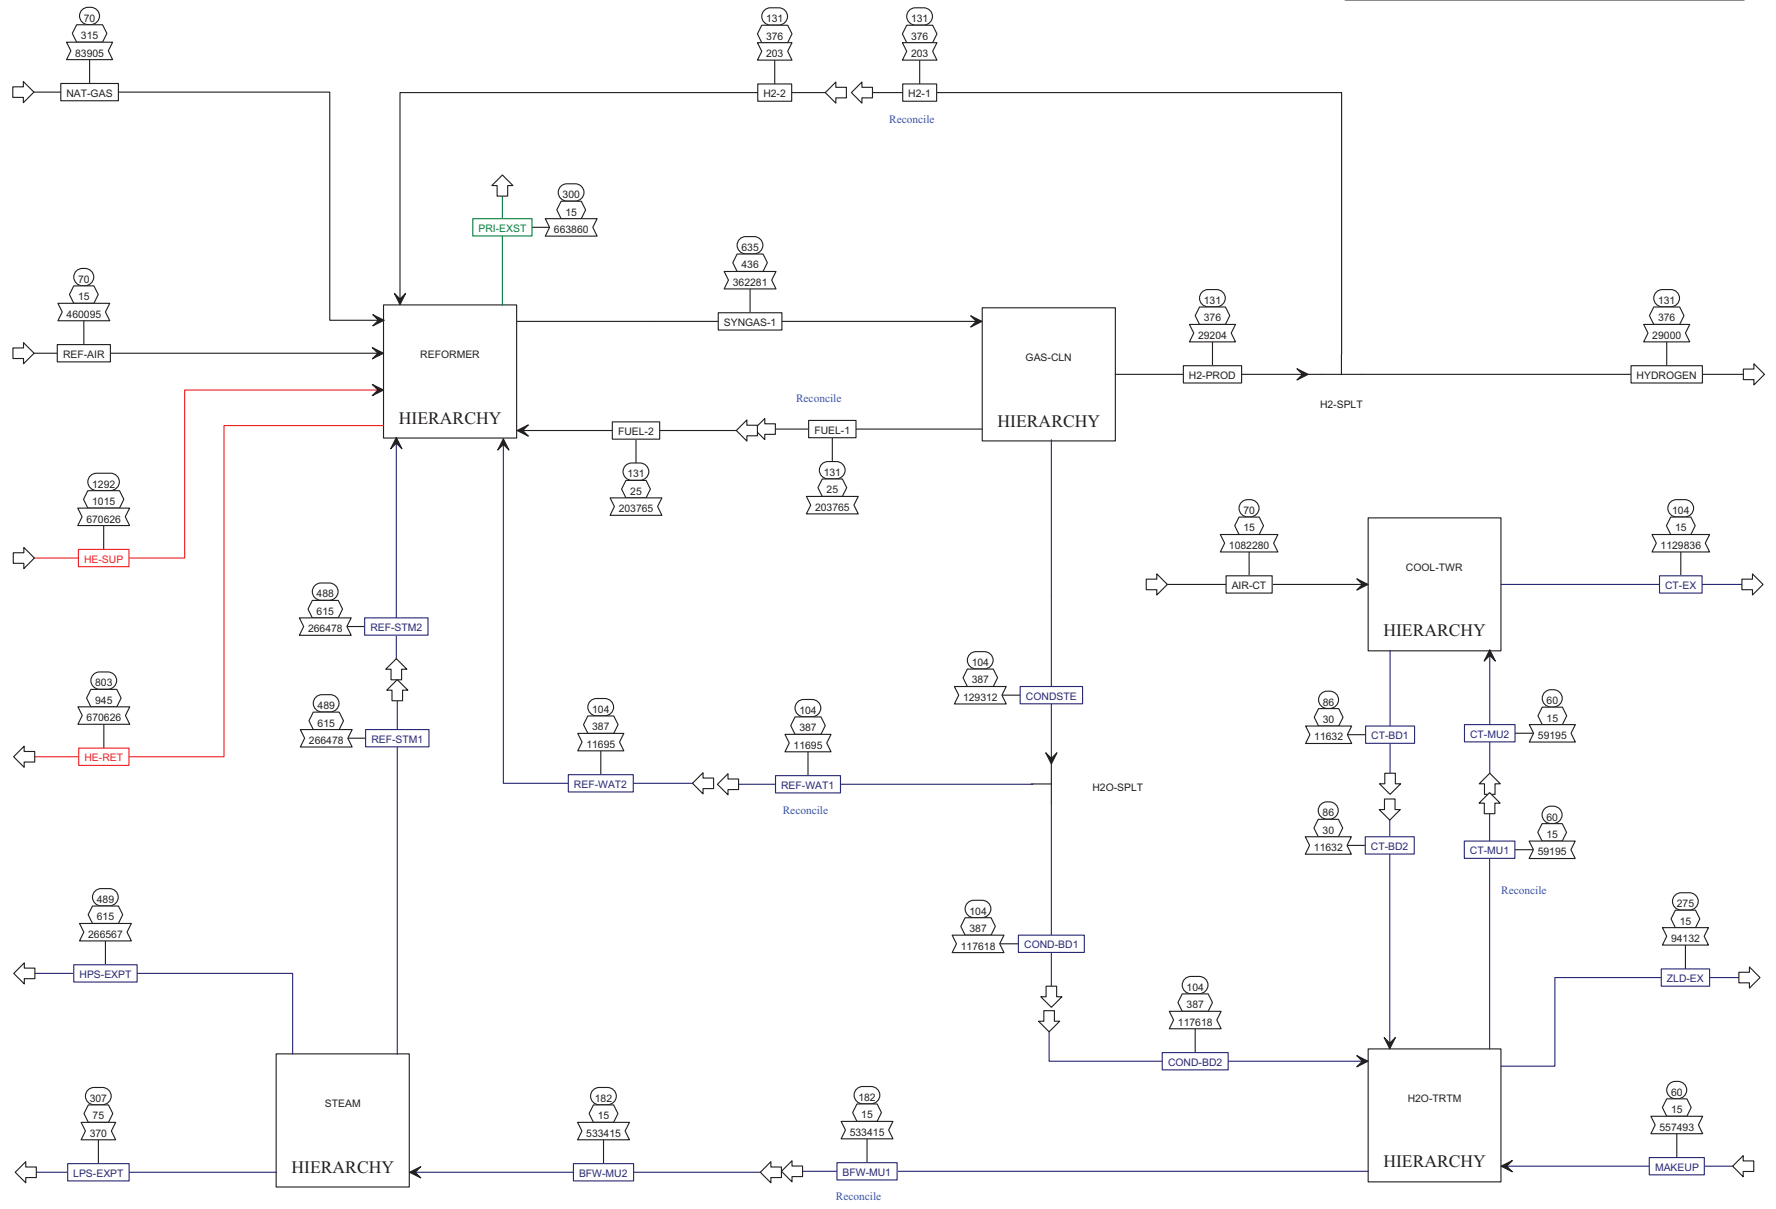 70
315
83905
NAT-GAS
131
376
203
H2-2
131
376
203
H2-1
Reconcile
300
15
663860
PRI-EXST
70
15
460095
REF-AIR
635
436
362281
SYNGAS-1
REFORMER
HIERARCHY
GAS-CLN
HIERARCHY
131
376
29204
H2-PROD
131
376
29000
HYDROGEN
H2-SPLT
Reconcile
FUEL-2
FUEL-1
131
25
203765
131
25
203765
1292
1015
670626
HE-SUP
70
15
1082280
AIR-CT
COOL-TWR
HIERARCHY
104
15
1129836
CT-EX
488
615
266478
REF-STM2
803
945
670626
HE-RET
489
615
266478
REF-STM1
104
387
129312
CONDSTE
104
387
11695
REF-WAT2
104
387
11695
REF-WAT1
Reconcile
H2O-SPLT
86
30
11632
CT-BD1
60
15
59195
CT-MU2
86
30
11632
CT-BD2
60
15
59195
CT-MU1
Reconcile
489
615
266567
HPS-EXPT
104
387
117618
COND-BD1
275
15
94132
ZLD-EX
104
387
117618
COND-BD2
STEAM
HIERARCHY
307
75
370
LPS-EXPT
182
15
533415
BFW-MU2
182
15
533415
BFW-MU1
Reconcile
H2O-TRTM
HIERARCHY
60
15
557493
MAKEUP